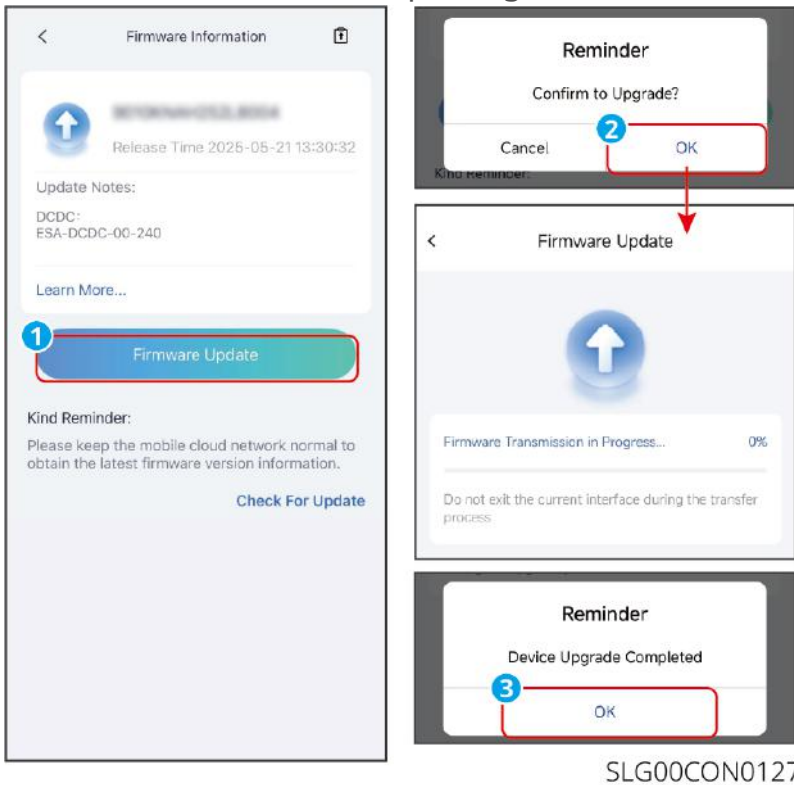 Firmware Information
Release Time 2025-05-21 13:30:32
Update Notes:
DCDC:
ESA-DCDC-00-240
Learn More...
1
Firmware Update
Kind Reminder:
Please keep the mobile cloud network normal to
obtain the latest firmware version information.
Check For Update
Reminder
Confirm to Upgrade?
2
Cancel
OK
Kind Reminder:
Firmware Update
Firmware Transmission in Progress... 0%
Do not exit the current interface during the transfer
process
Reminder
Device Upgrade Completed
3
OK
SLG00CON0127